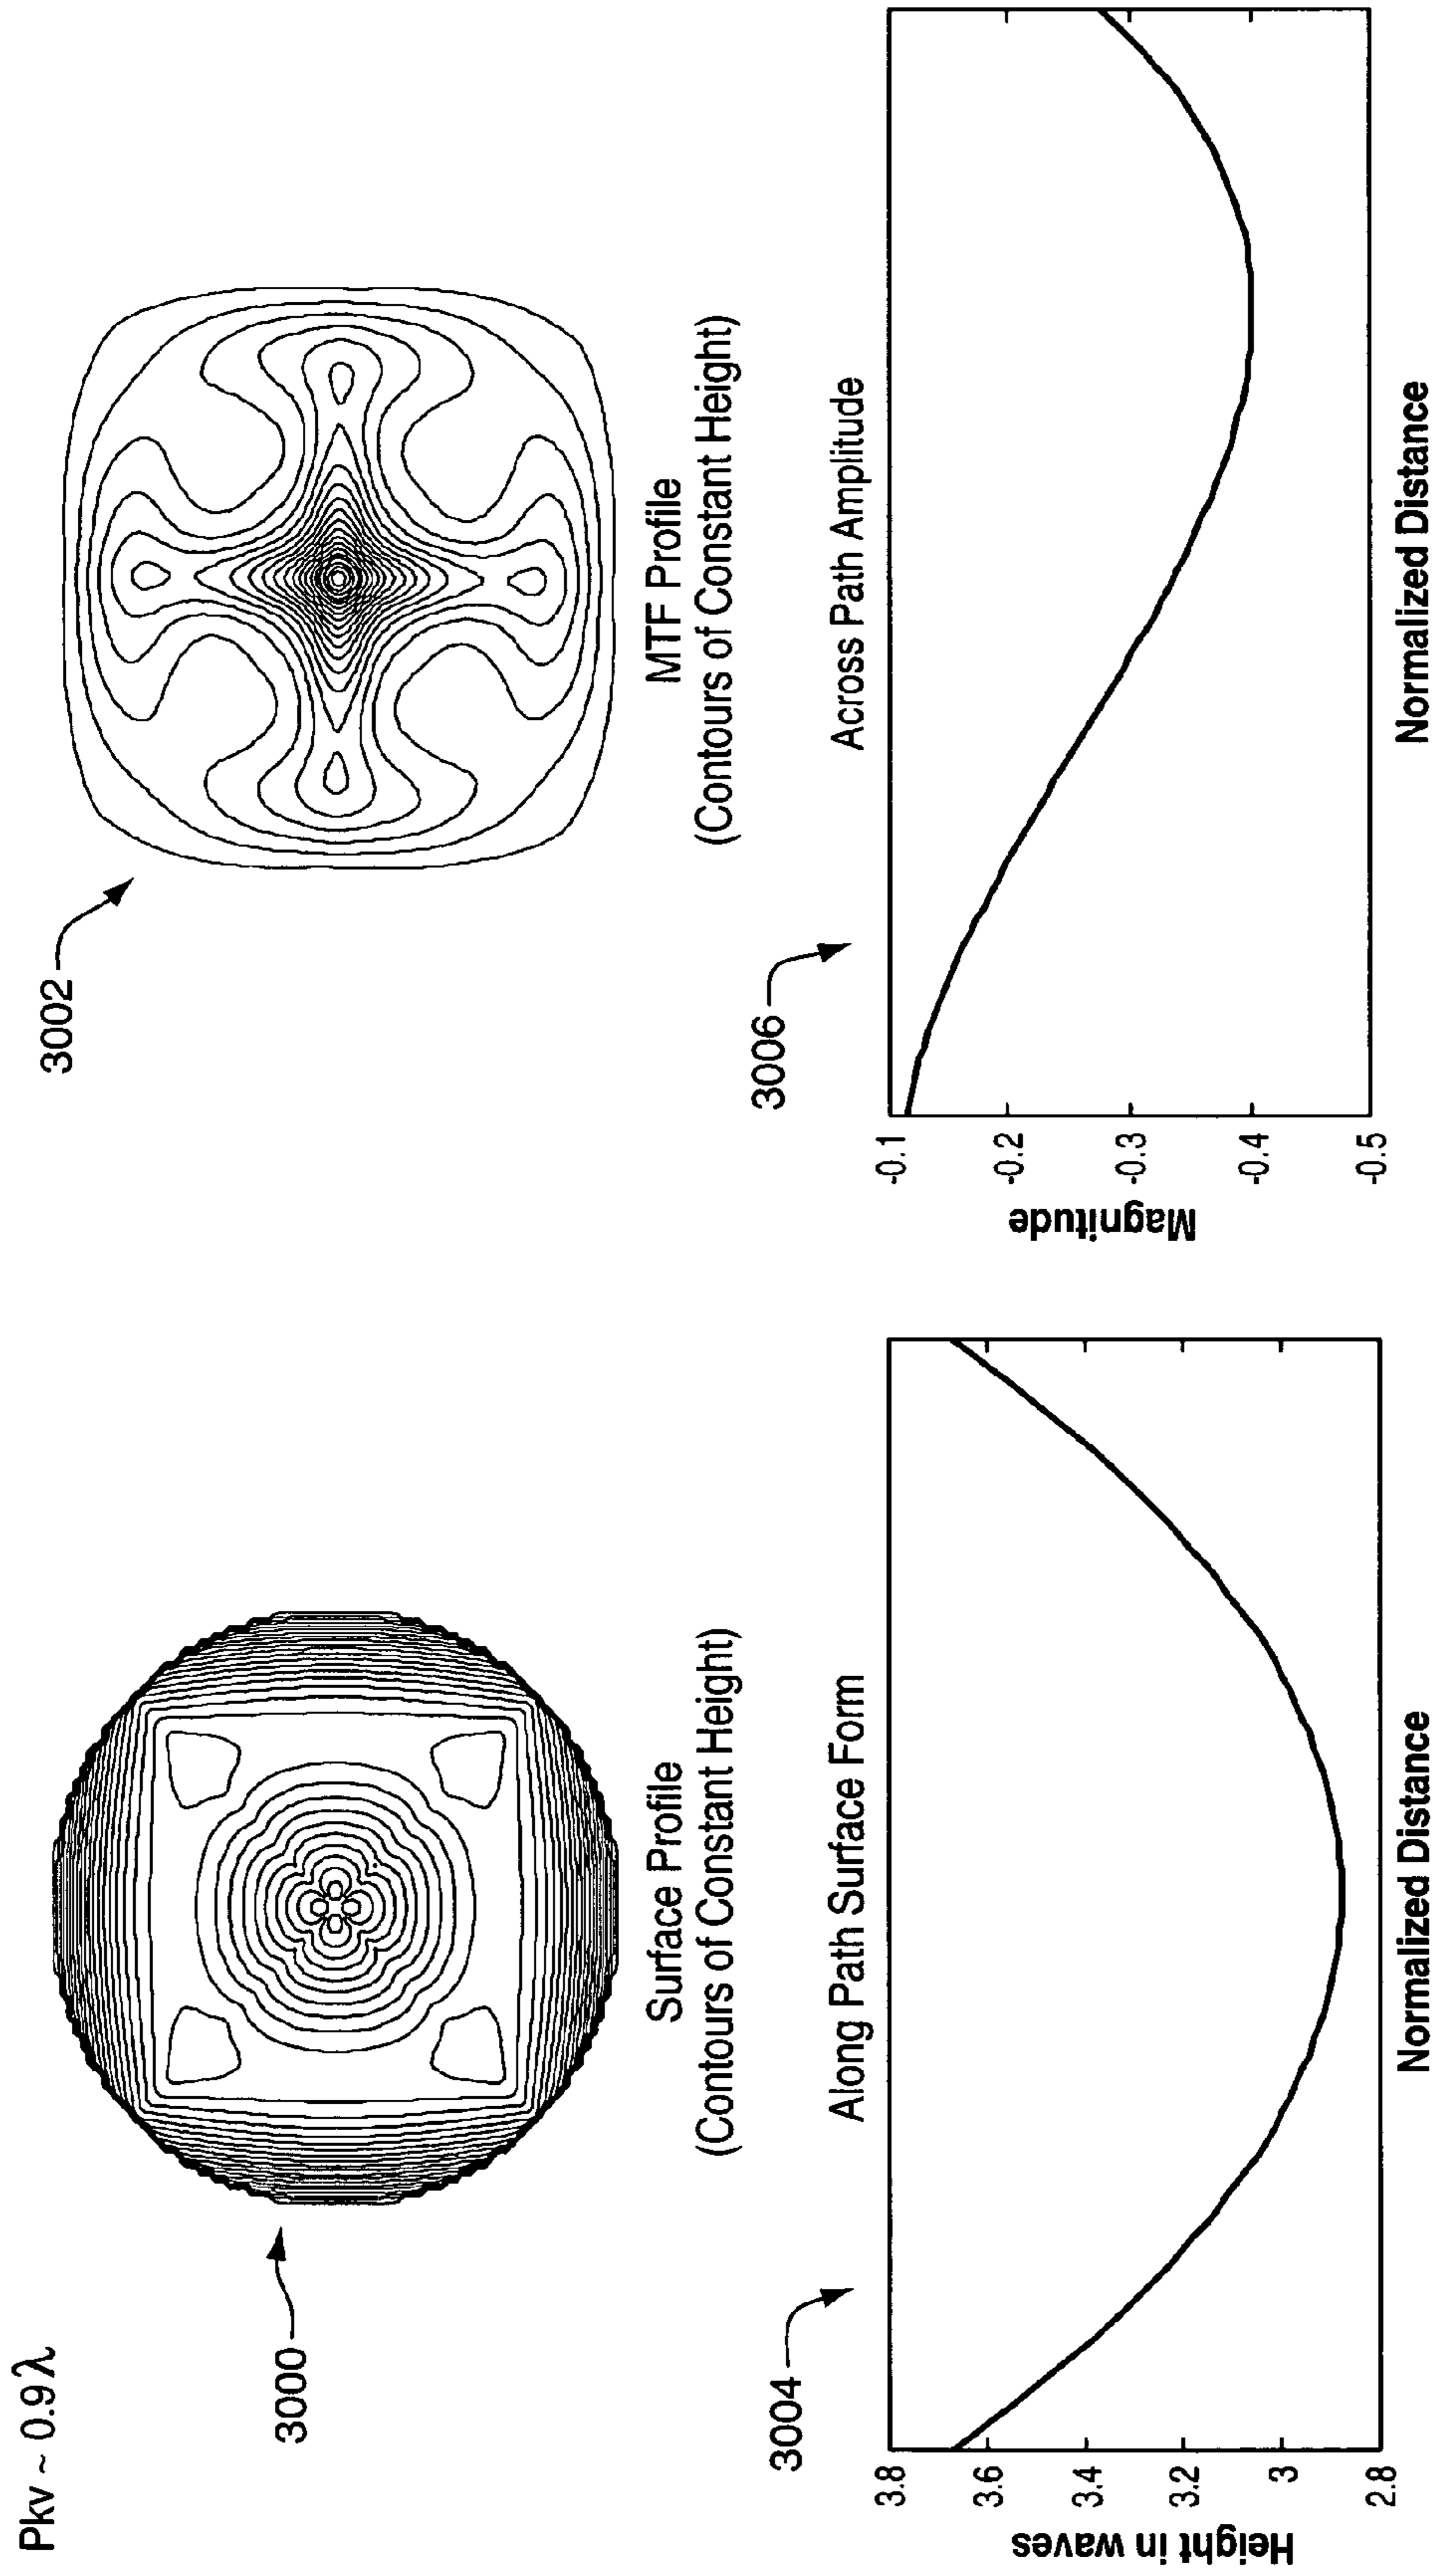 Pkv ~ 0.9λ
3000
Surface Profile
(Contours of Constant Height)
3002
MTF Profile
(Contours of Constant Height)
3004
Along Path Surface Form
Height in waves
3.8
3.6
3.4
3.2
3
2.8
Normalized Distance
3006
Across Path Amplitude
Magnitude
-0.1
-0.2
-0.3
-0.4
-0.5
Normalized Distance